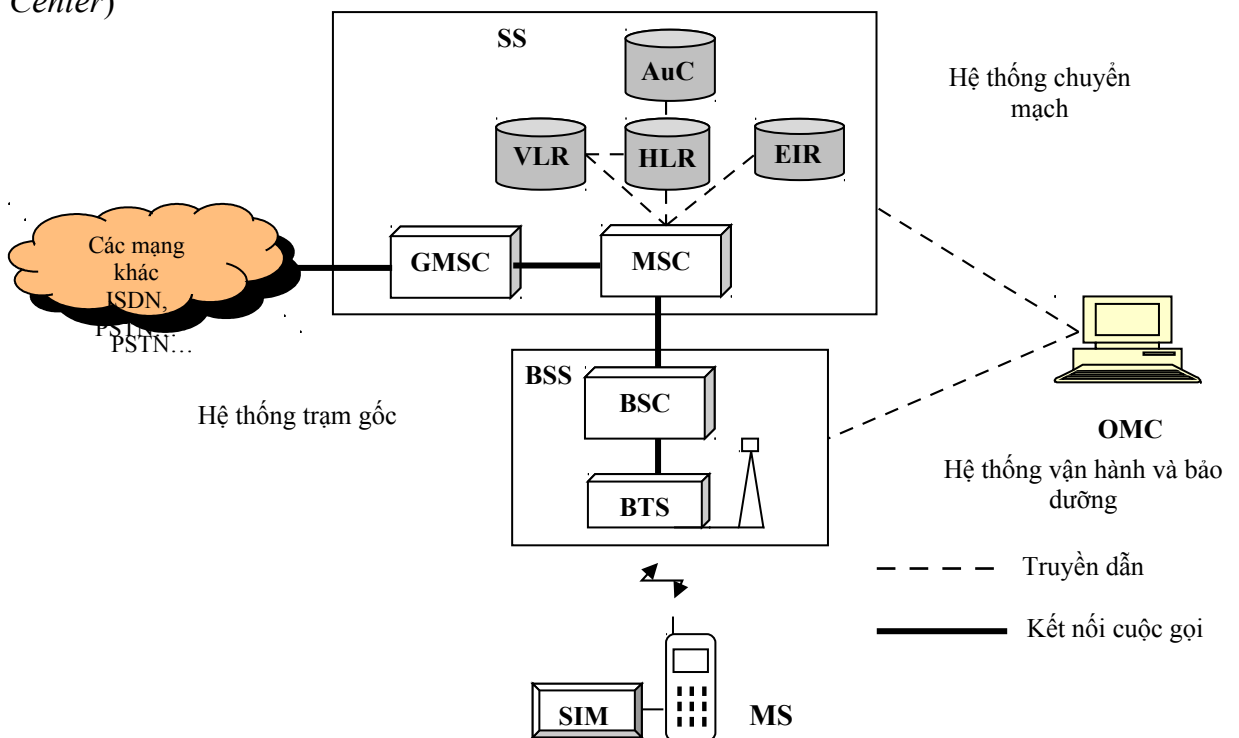 Center)
SS
AuC
Hệ thống chuyển
mạch
VLR
HLR
EIR
Các mạng
khác
ISDN,
PSTN…
PSTN…
GMSC
MSC
BSS
BSC
Hệ thống trạm gốc
BTS
OMC
Hệ thống vận hành và bảo
dưỡng
Truyền dẫn
Kết nối cuộc gọi
SIM
MS